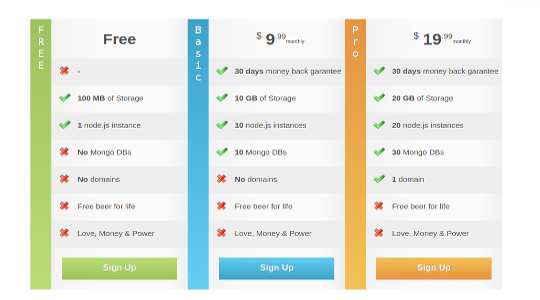 FREE
Free
-
100 MB of Storage
1 node.js instance
No Mongo DBs
No domains
Free beer for life
Love, Money & Power
Sign Up
Basic
$ 9.99 monthly
30 days money back garantee
10 GB of Storage
10 node.js instances
10 Mongo DBs
No domains
Free beer for life
Love, Money & Power
Sign Up
Pro
$ 19.99 monthly
30 days money back garantee
20 GB of Storage
20 node.js instances
30 Mongo DBs
1 domain
Free beer for life
Love, Money & Power
Sign Up